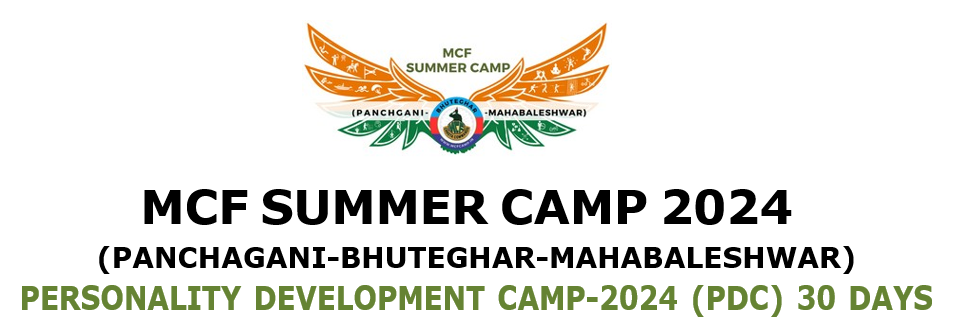 MCF
SUMMER CAMP
BHUTEGHAR
(PANCHGANI-
-MAHABALESHWAR)
MCF SUMMER CAMP 2024
(PANCHAGANI-BHUTEGHAR-MAHABALESHWAR)
PERSONALITY DEVELOPMENT CAMP-2024 (PDC) 30 DAYS